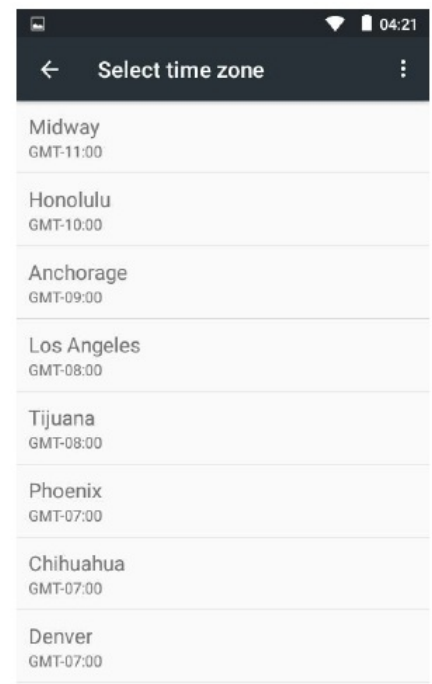 04:21
Select time zone
Midway
GMT-11:00
Honolulu
GMT-10:00
Anchorage
GMT-09:00
Los Angeles
GMT-08:00
Tijuana
GMT-08:00
Phoenix
GMT-07:00
Chihuahua
GMT-07:00
Denver
GMT-07:00